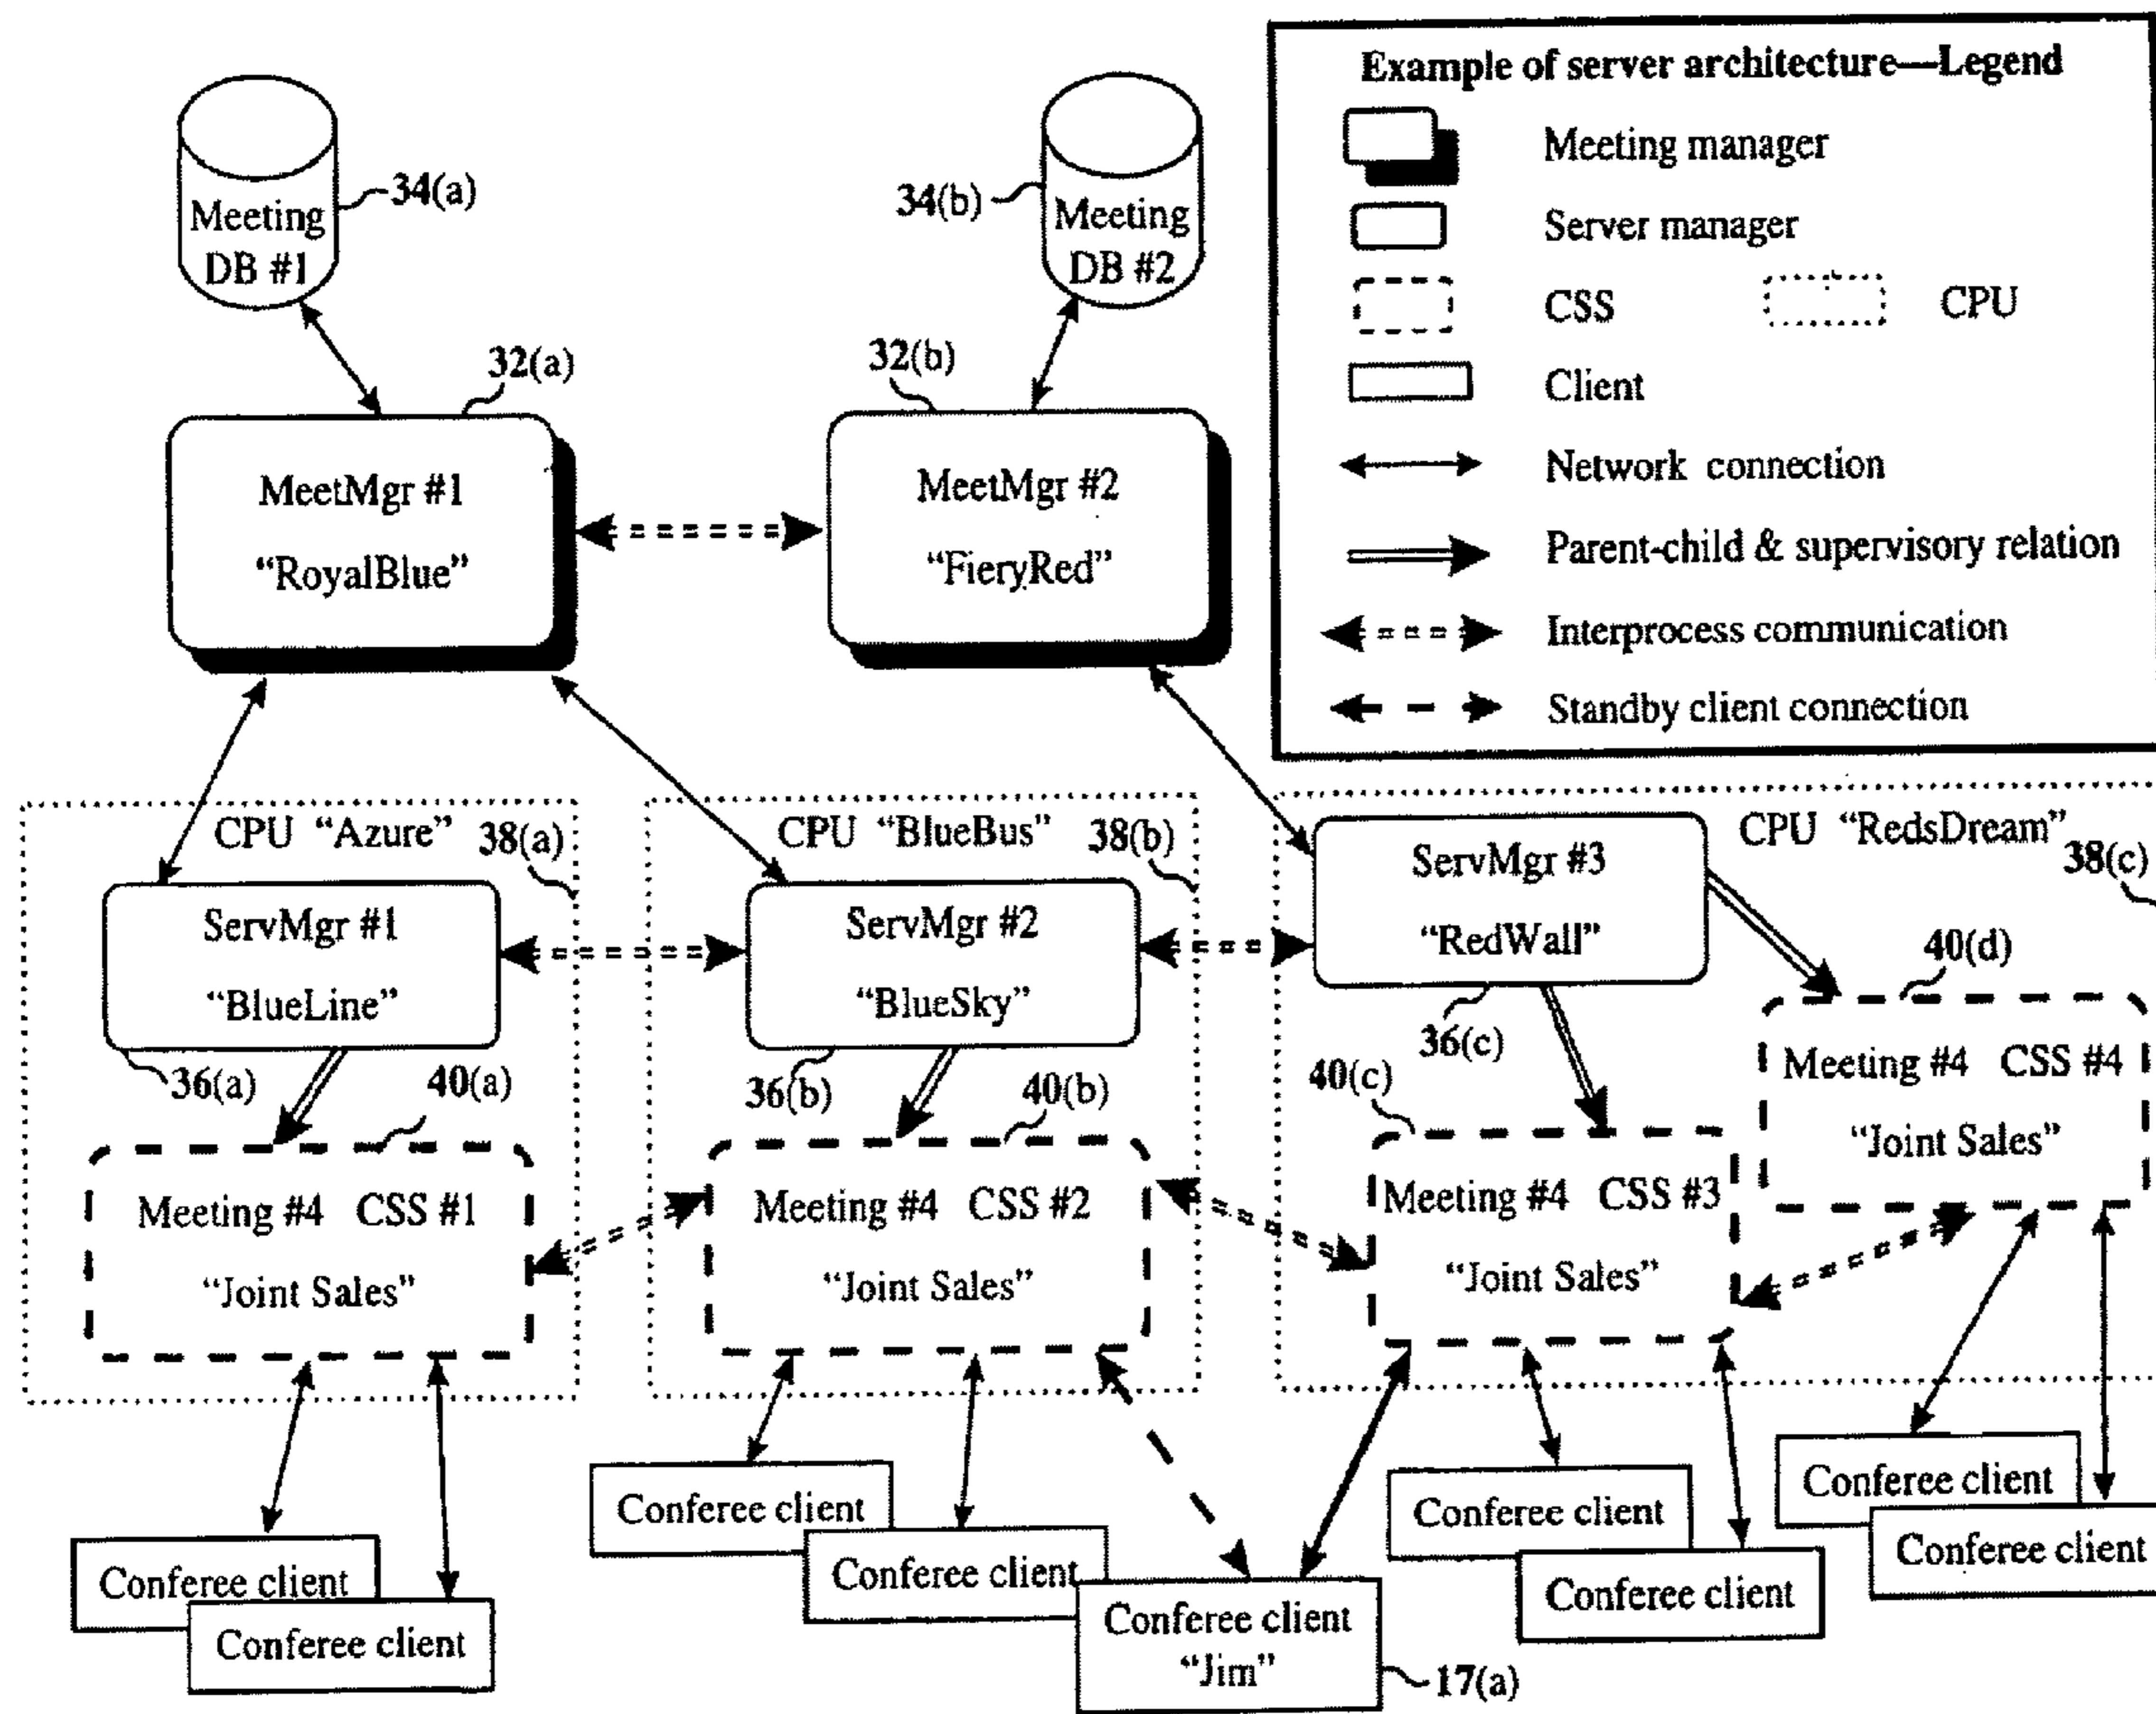 Example of server architecture—Legend
Meeting manager
Server manager
CSS
CPU
Client
Network connection
Parent-child & supervisory relation
Interprocess communication
Standby client connection
Meeting
DB #1
34(a)
34(b)
Meeting
DB #2
32(a)
32(b)
MeetMgr #1
"RoyalBlue"
MeetMgr #2
"FieryRed"
CPU "Azure"
38(a)
CPU "BlueBus"
38(b)
CPU "RedsDream"
38(c)
ServMgr #1
"BlueLine"
ServMgr #2
"BlueSky"
ServMgr #3
"RedWall"
36(a)
40(a)
36(b)
40(b)
36(c)
40(c)
40(d)
Meeting #4 CSS #1
"Joint Sales"
Meeting #4 CSS #2
"Joint Sales"
Meeting #4 CSS #3
"Joint Sales"
Meeting #4 CSS #4
"Joint Sales"
Conferee client
Conferee client
Conferee client
Conferee client
Conferee client
"Jim"
17(a)
Conferee client
Conferee client
Conferee client
Conferee client